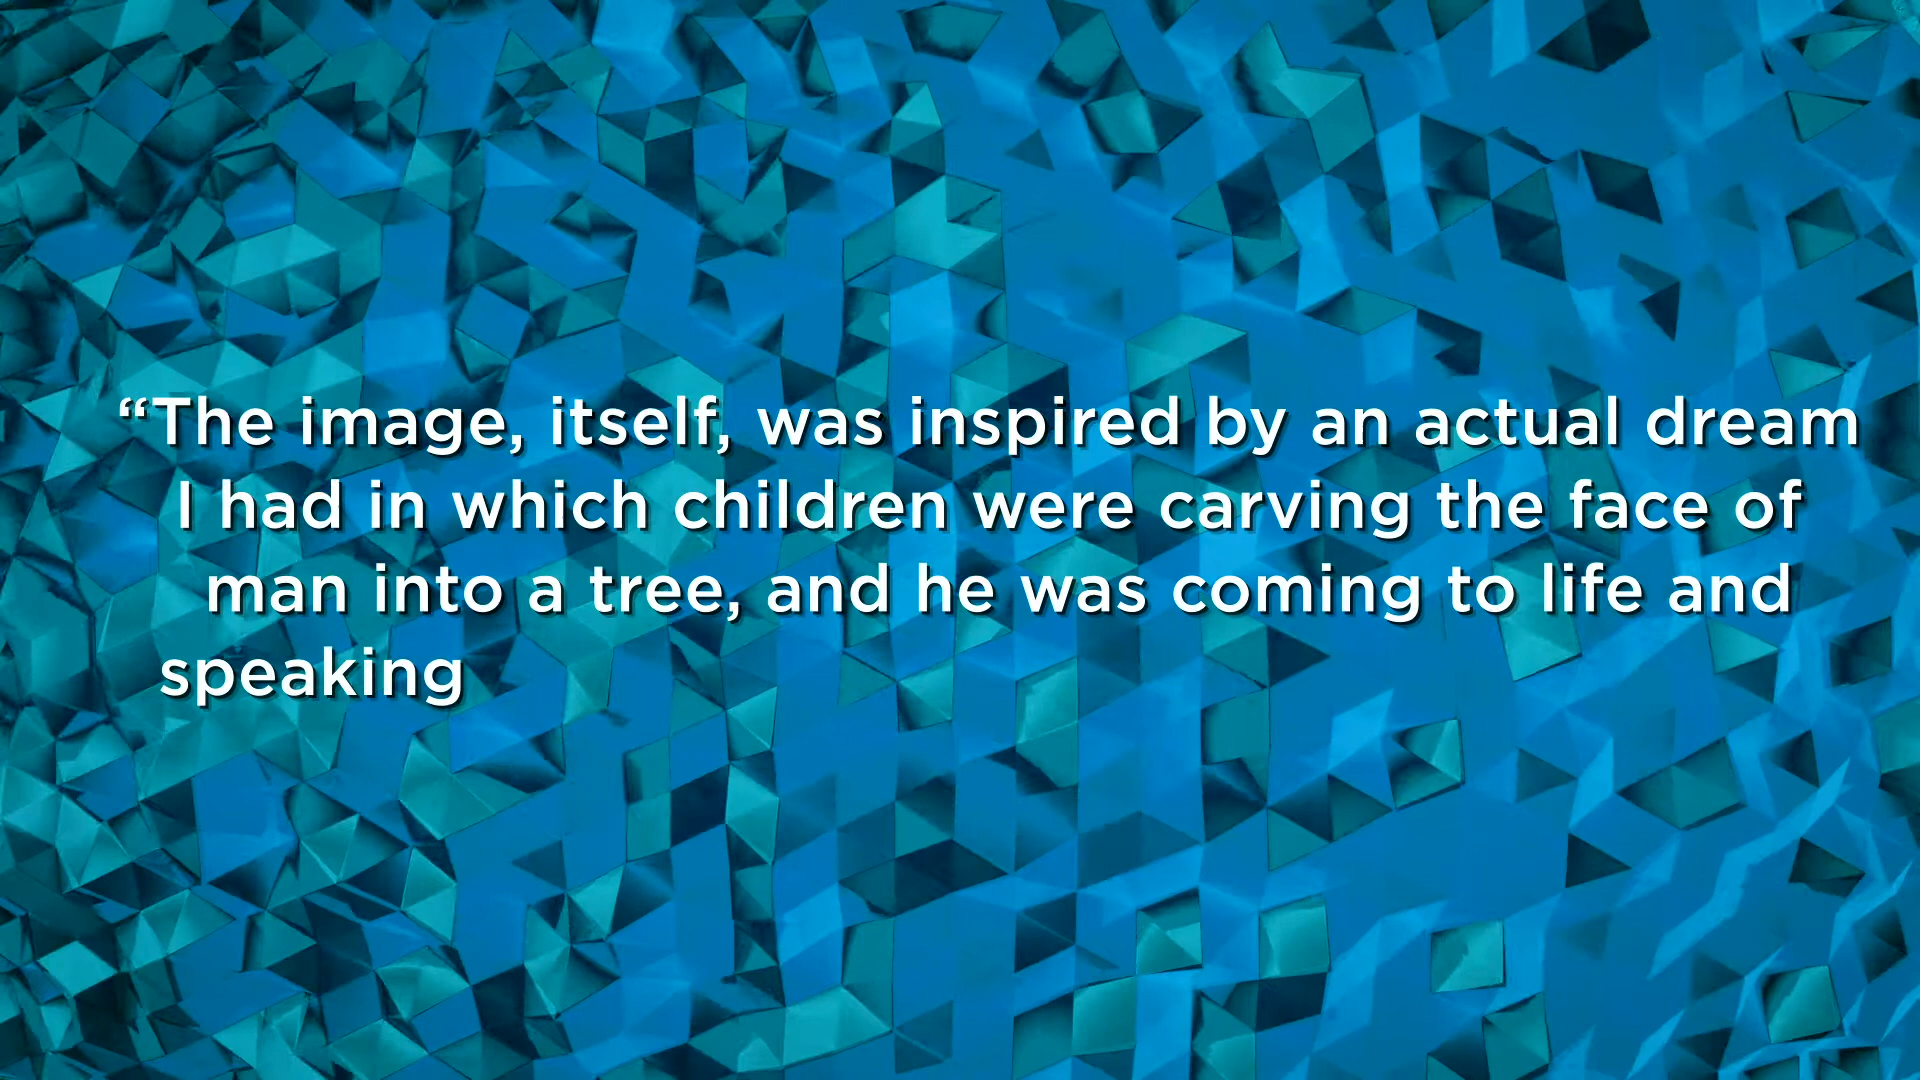 “The image, itself, was inspired by an actual dream
I had in which children were carving the face of
man into a tree, and he was coming to life and
speaking